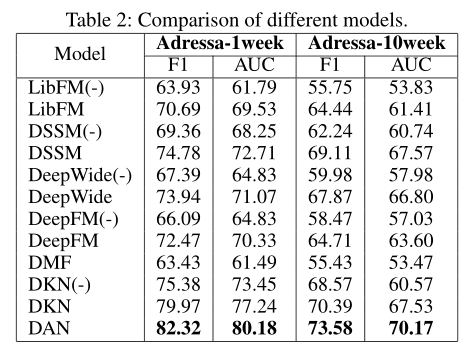 Table 2: Comparison of different models.
Model Adressa-1week Adressa-10week
F1 AUC F1 AUC
LibFM(-) 63.93 61.79 55.75 53.83
LibFM 70.69 69.53 64.44 61.41
DSSM(-) 69.36 68.25 62.24 60.74
DSSM 74.78 72.71 69.11 67.57
DeepWide(-) 67.39 64.83 59.98 57.98
DeepWide 73.94 71.07 67.87 66.80
DeepFM(-) 66.09 64.83 58.47 57.03
DeepFM 72.47 70.33 64.71 63.60
DMF 63.43 61.49 55.43 53.47
DKN(-) 75.38 73.45 68.57 60.57
DKN 79.97 77.24 70.39 67.53
DAN 82.32 80.18 73.58 70.17